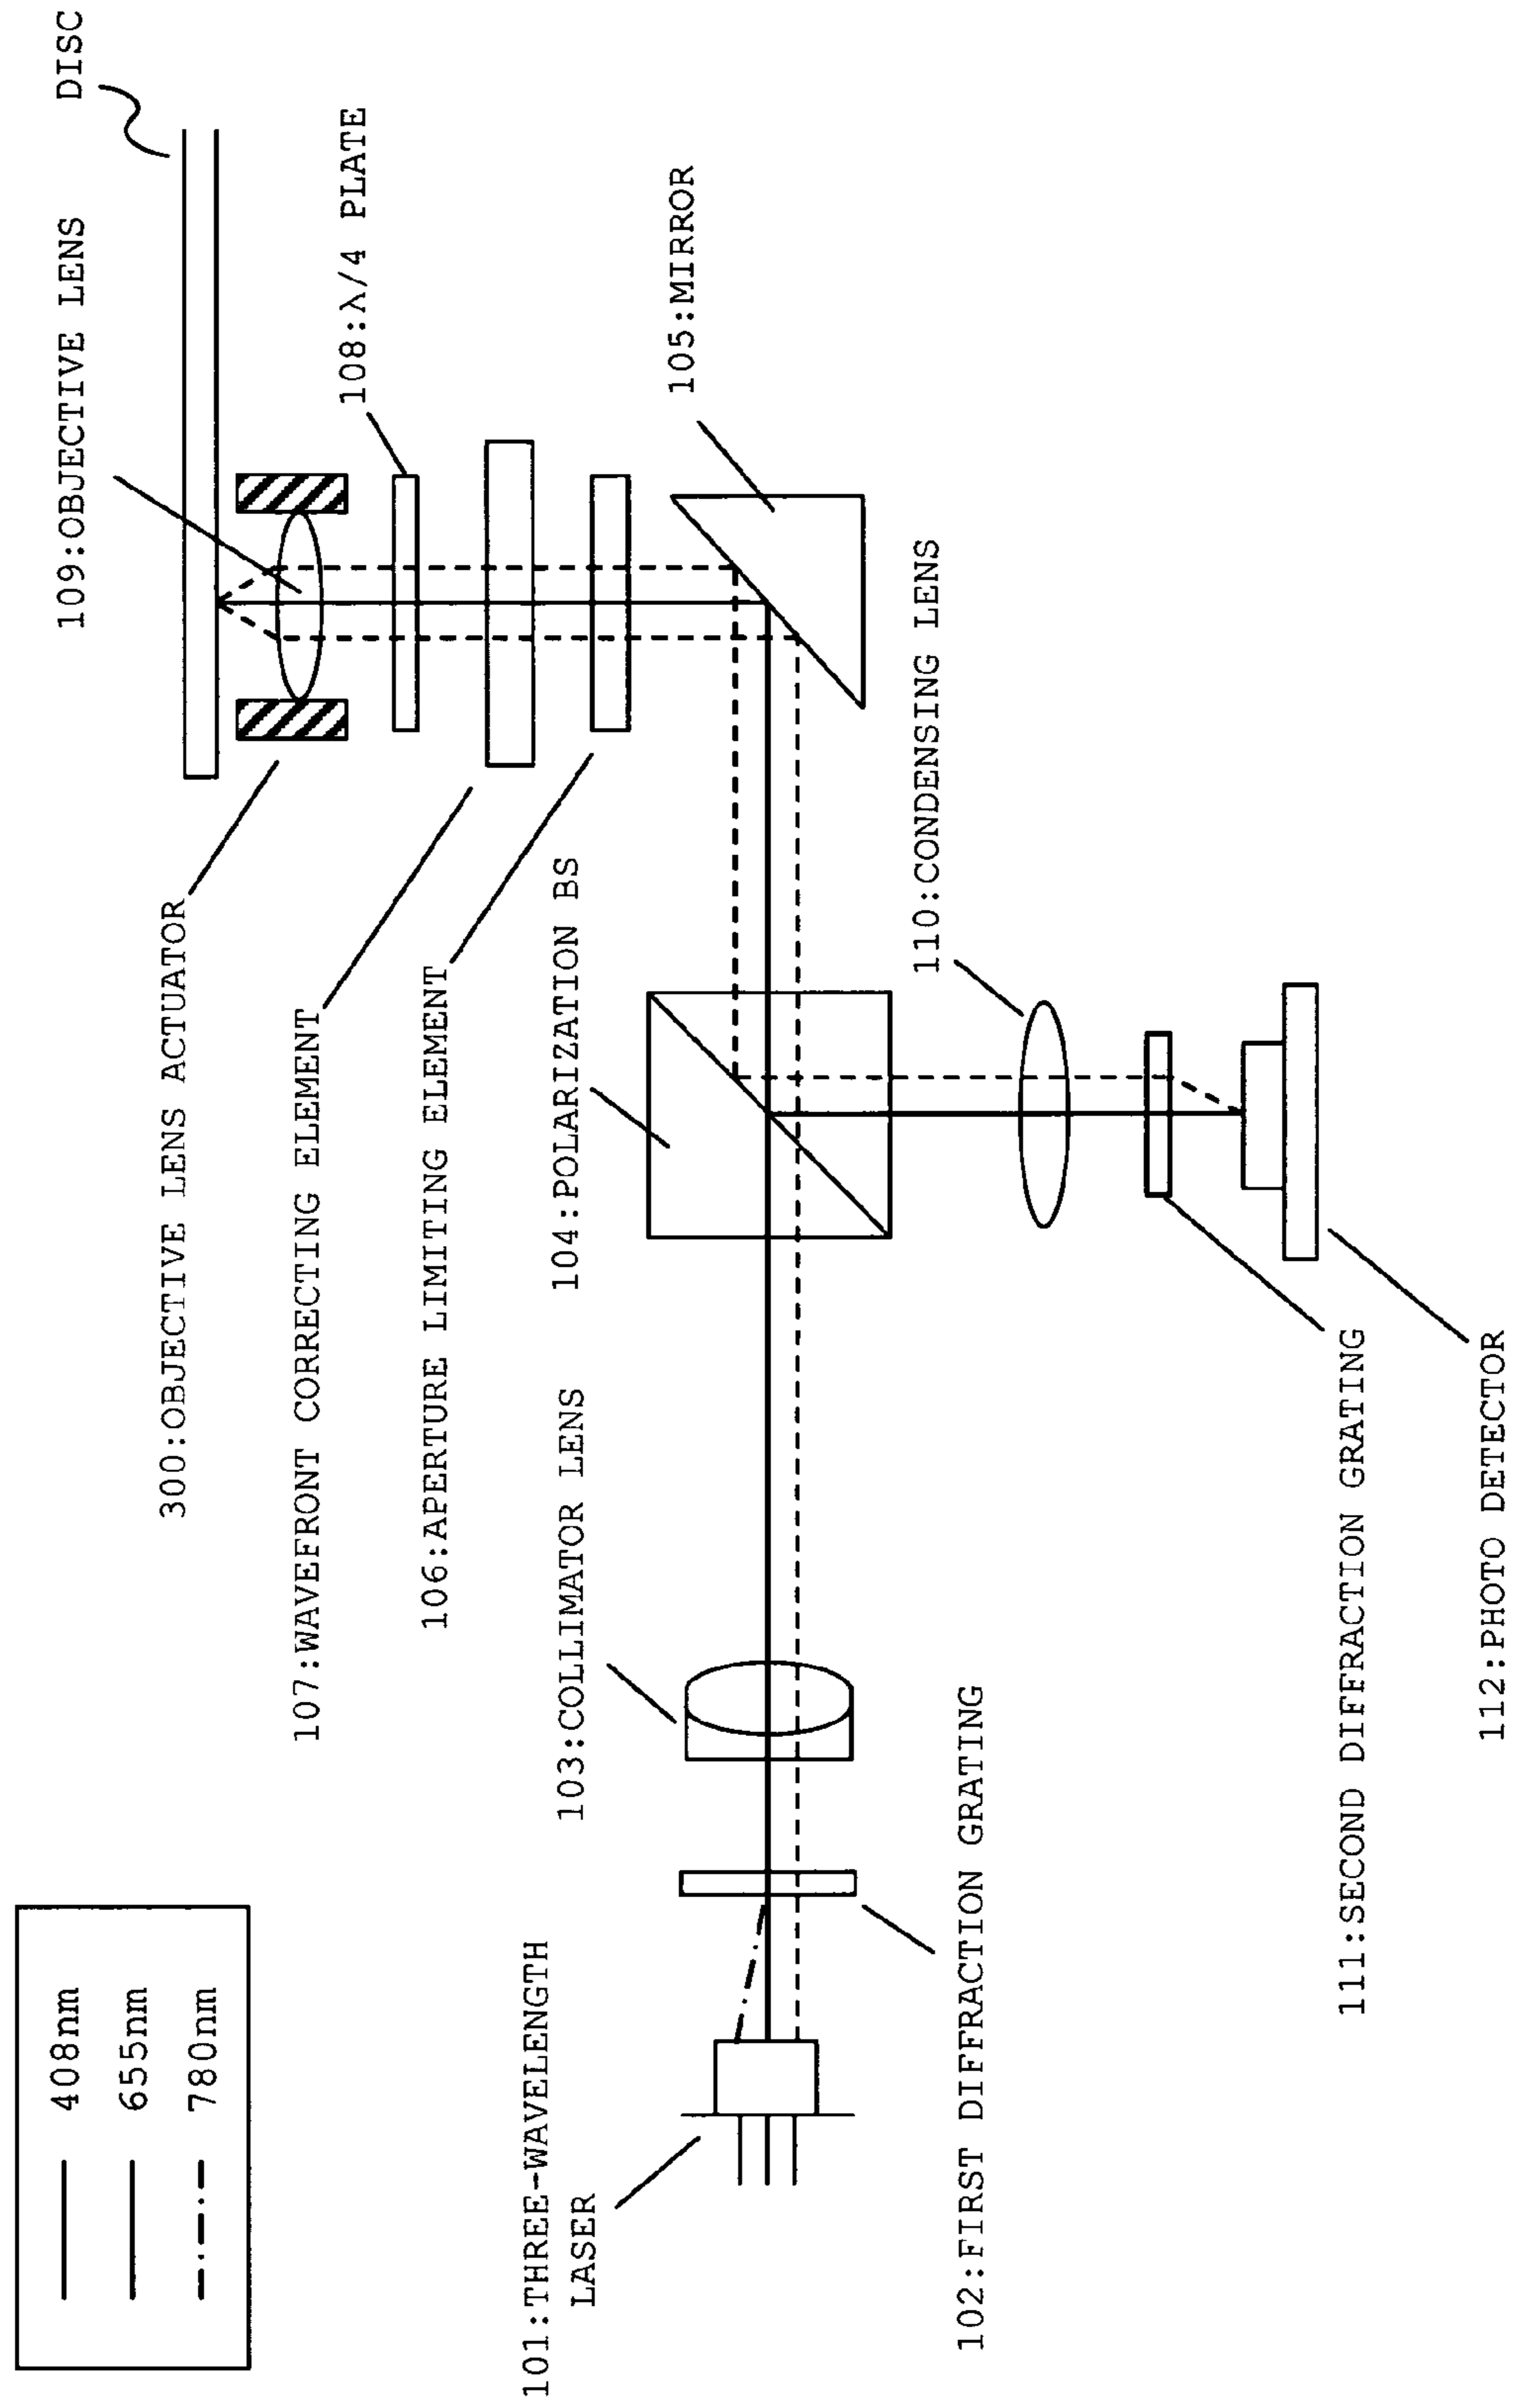 408nm
655nm
780nm
101:THREE-WAVELENGTH
LASER
102:FIRST DIFFRACTION GRATING
103:COLLIMATOR LENS
104:POLARIZATION BS
105:MIRROR
106:APERTURE LIMITING ELEMENT
107:WAVEFRONT CORRECTING ELEMENT
300:OBJECTIVE LENS ACTUATOR
108:λ/4 PLATE
109:OBJECTIVE LENS
DISC
110:CONDENSING LENS
111:SECOND DIFFRACTION GRATING
112:PHOTO DETECTOR